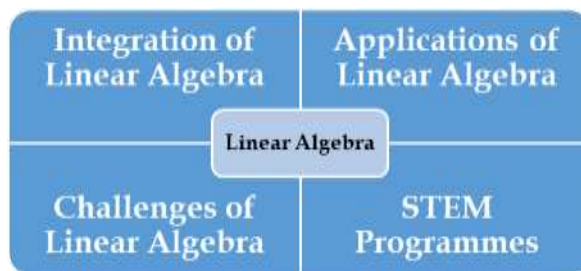 Integration of
Linear Algebra
Applications of
Linear Algebra
Linear Algebra
Challenges of
Linear Algebra
STEM
Programmes